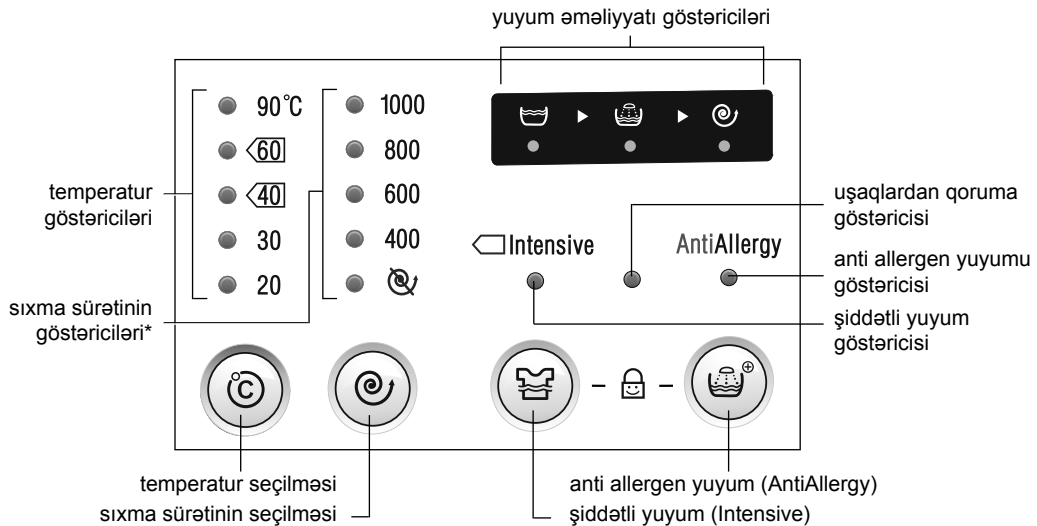 yuyum əməliyyatı göstəriciləri
90°C
60
40
30
20
1000
800
600
400
temperatur
göstəriciləri
sıxma sürətinin
göstəriciləri*
Intensive
AntiAllergy
uşaqlardan qoruma
göstəricisi
anti allergen yuyumu
göstəricisi
şiddətli yuyum
göstəricisi
°C
temperatur seçilməsi
sıxma sürətinin seçilməsi
anti allergen yuyum (AntiAllergy)
şiddətli yuyum (Intensive)